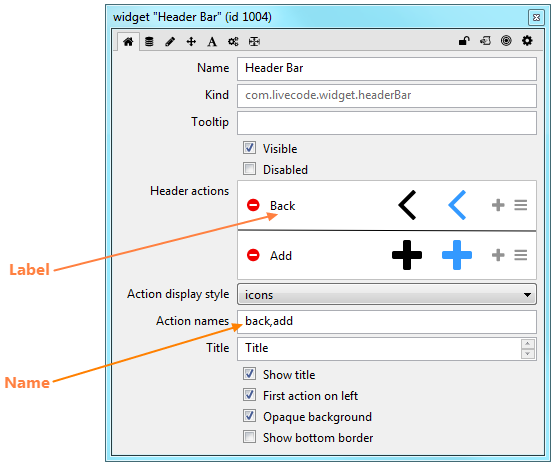 widget "Header Bar" (id 1004)
A
Name
Header Bar
Kind
com.livecode.widget.headerBar
Tooltip
Visible
Disabled
Header actions
Back
Label
Add
Action display style
icons
Action names
back,add
Title
Title
Name
Show title
First action on left
Opaque background
Show bottom border